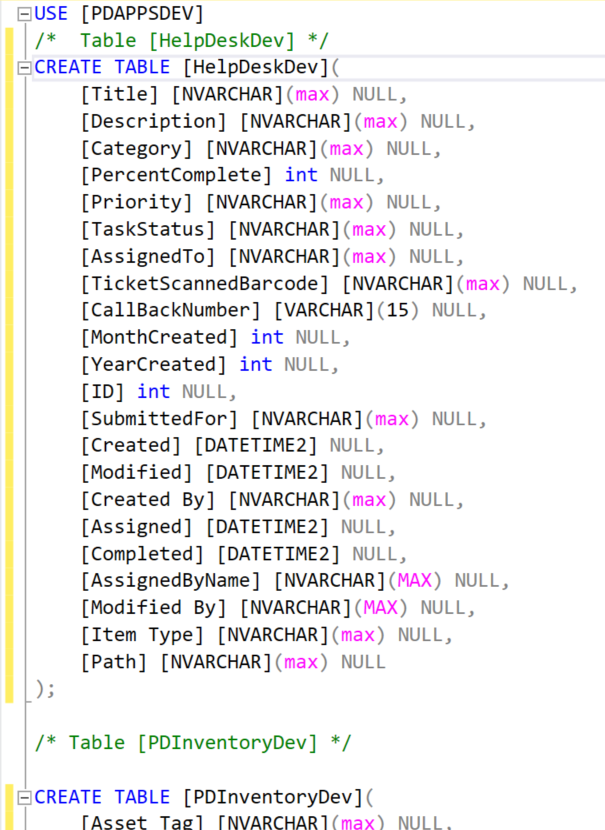 USE [PDAPPSDEV]
/*  Table [HelpDeskDev] */
CREATE TABLE [HelpDeskDev](
    [Title] [NVARCHAR](max) NULL,
    [Description] [NVARCHAR](max) NULL,
    [Category] [NVARCHAR](max) NULL,
    [PercentComplete] int NULL,
    [Priority] [NVARCHAR](max) NULL,
    [TaskStatus] [NVARCHAR](max) NULL,
    [AssignedTo] [NVARCHAR](max) NULL,
    [TicketScannedBarcode] [NVARCHAR](max) NULL,
    [CallBackNumber] [VARCHAR](15) NULL,
    [MonthCreated] int NULL,
    [YearCreated] int NULL,
    [ID] int NULL,
    [SubmittedFor] [NVARCHAR](max) NULL,
    [Created] [DATETIME2] NULL,
    [Modified] [DATETIME2] NULL,
    [Created By] [NVARCHAR](max) NULL,
    [Assigned] [DATETIME2] NULL,
    [Completed] [DATETIME2] NULL,
    [AssignedByName] [NVARCHAR](MAX) NULL,
    [Modified By] [NVARCHAR](MAX) NULL,
    [Item Type] [NVARCHAR](max) NULL,
    [Path] [NVARCHAR](max) NULL
);
/* Table [PDInventoryDev] */
CREATE TABLE [PDInventoryDev](
    [Asset Tag] [NVARCHAR](max) NULL,